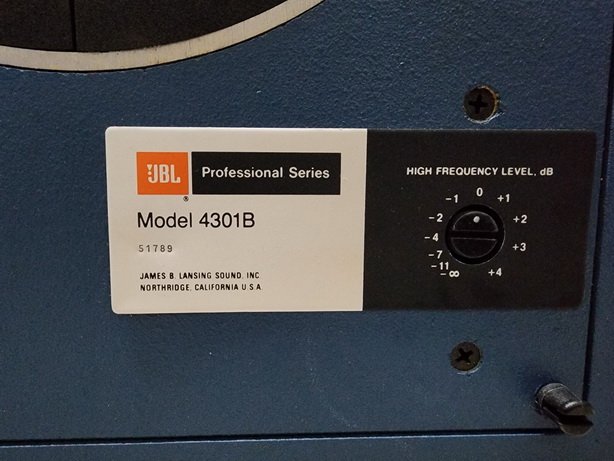 JBL
Professional Series
®
Model 4301B
51789
JAMES B. LANSING SOUND, INC.
NORTHRIDGE, CALIFORNIA U.S.A.
HIGH FREQUENCY LEVEL, dB
0
-1 +1
-2 +2
-4 +3
-7
-11 +4
-∞